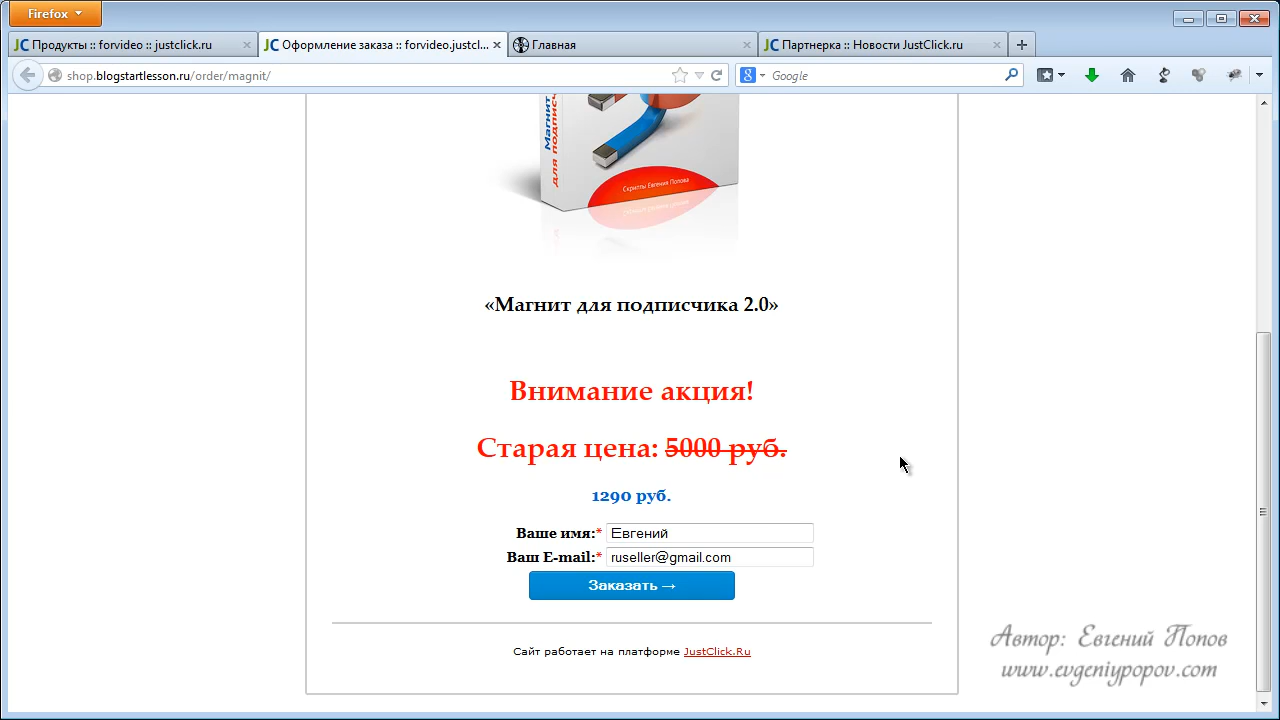 Firefox
Продукты :: forvideo :: justclick.ru
Оформление заказа :: forvideo.justcl...
Главная
Партнерка :: Новости JustClick.ru
shop.blogstartlesson.ru/order/magnit/
Google
Магнит
для подписч
Скрипты Евгения Попова
«Магнит для подписчика 2.0»
Внимание акция!
Старая цена: 5000 руб.
1290 руб.
Ваше имя:* Евгений
Ваш E-mail:* ruseller@gmail.com
Заказать →
Сайт работает на платформе JustClick.Ru
Автор: Евгений Попов
www.evgeniypopov.com